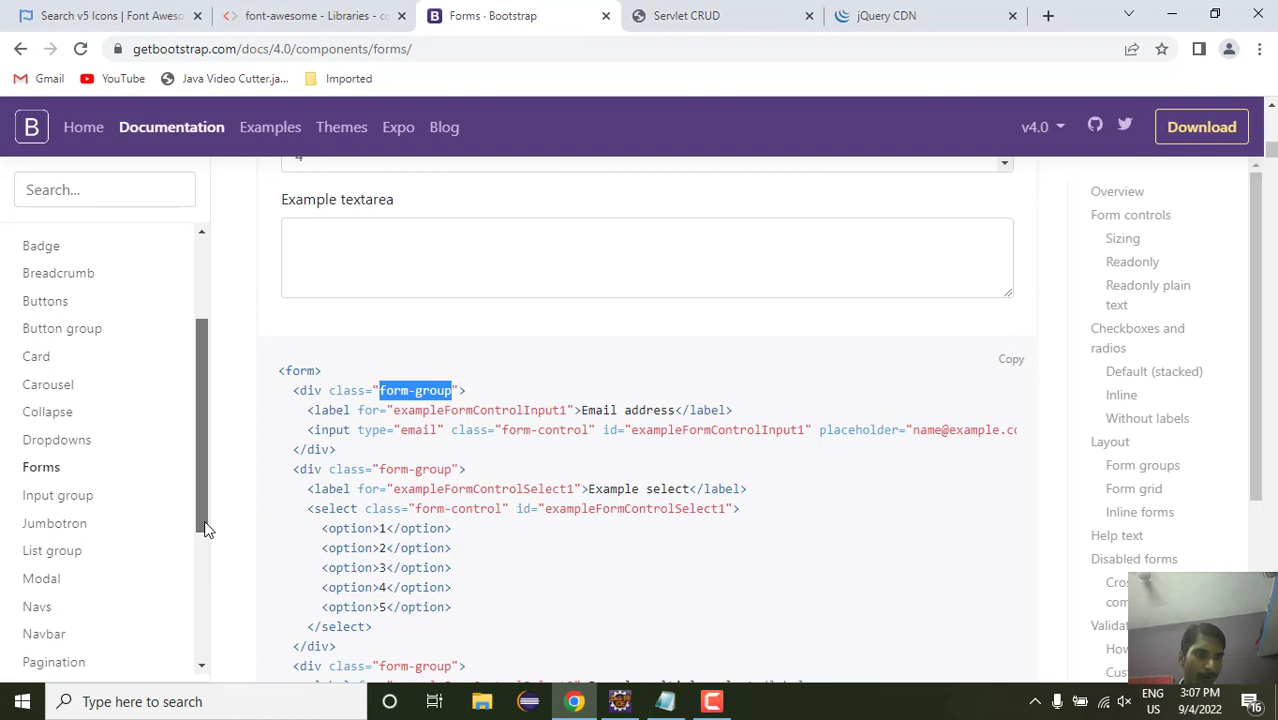 Search v5 Icons | Font Aweso
font-awesome - Libraries - c
Forms · Bootstrap
Servlet CRUD
jQuery CDN
getbootstrap.com/docs/4.0/components/forms/
Gmail
YouTube
Java Video Cutter.ja...
Imported
B
Home
Documentation
Examples
Themes
Expo
Blog
v4.0
Download
Search...
Badge
Breadcrumb
Buttons
Button group
Card
Carousel
Collapse
Dropdowns
Forms
Input group
Jumbotron
List group
Modal
Navs
Navbar
Pagination
4
Example textarea
Copy
<form>
<div class="form-group">
<label for="exampleFormControlInput1">Email address</label>
<input type="email" class="form-control" id="exampleFormControlInput1" placeholder="name@example.co
</div>
<div class="form-group">
<label for="exampleFormControlSelect1">Example select</label>
<select class="form-control" id="exampleFormControlSelect1">
<option>1</option>
<option>2</option>
<option>3</option>
<option>4</option>
<option>5</option>
</select>
</div>
<div class="form-group">
Overview
Form controls
Sizing
Readonly
Readonly plain
text
Checkboxes and
radios
Default (stacked)
Inline
Without labels
Layout
Form groups
Form grid
Inline forms
Help text
Disabled forms
Cro
com
Validat
How
Cust
Type here to search
ENG
US
3:07 PM
9/4/2022
16